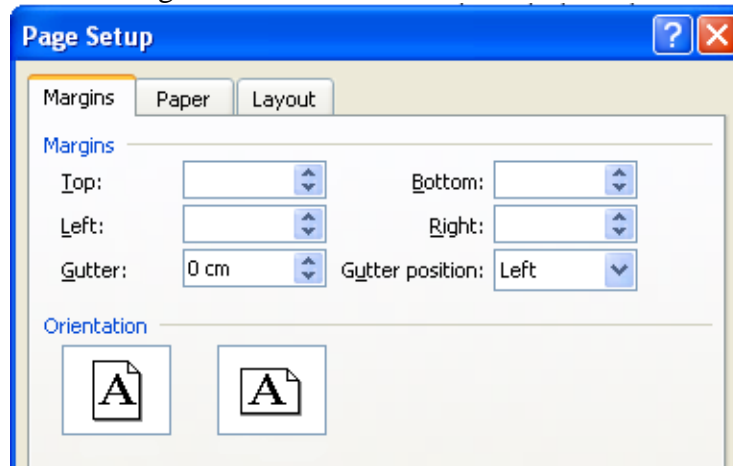 Page Setup
Margins Paper Layout
Margins
Top: Bottom:
Left: Right:
Gutter: 0 cm Gutter position: Left
Orientation
A A